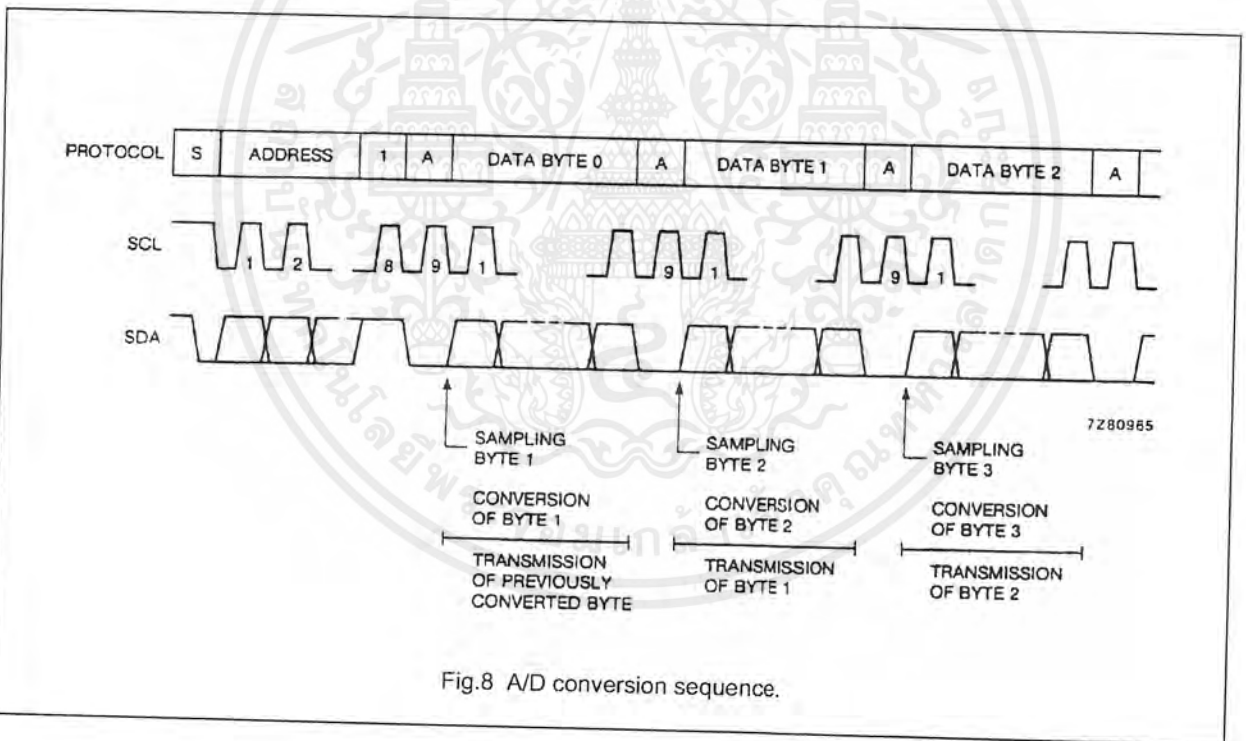 PROTOCOL S ADDRESS 1 A DATA BYTE 0 A DATA BYTE 1 A DATA BYTE 2 A
SCL 1 2 8 9 1 9 1 9 1
SDA
7Z80965
SAMPLING
BYTE 1
SAMPLING
BYTE 2
SAMPLING
BYTE 3
CONVERSION
OF BYTE 1
CONVERSION
OF BYTE 2
CONVERSION
OF BYTE 3
TRANSMISSION
OF PREVIOUSLY
CONVERTED BYTE
TRANSMISSION
OF BYTE 1
TRANSMISSION
OF BYTE 2
Fig.8 A/D conversion sequence.